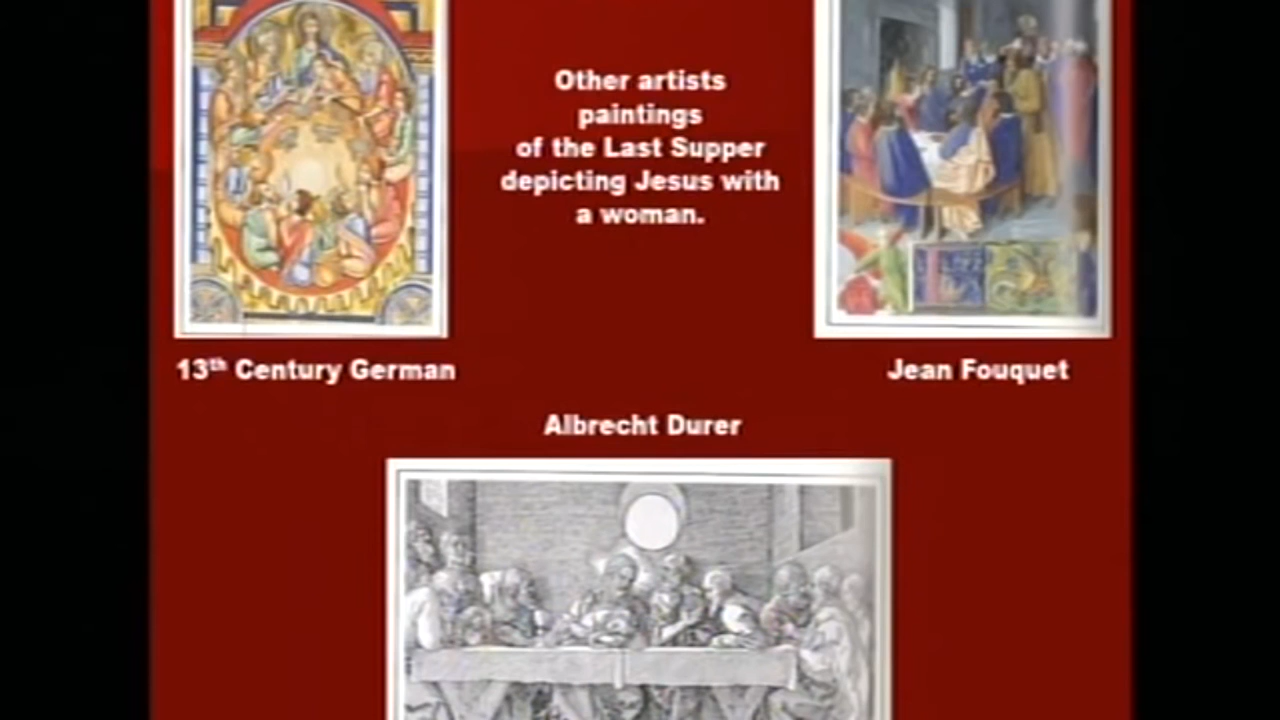 Other artists
paintings
of the Last Supper
depicting Jesus with
a woman.
13th Century German
Jean Fouquet
Albrecht Durer